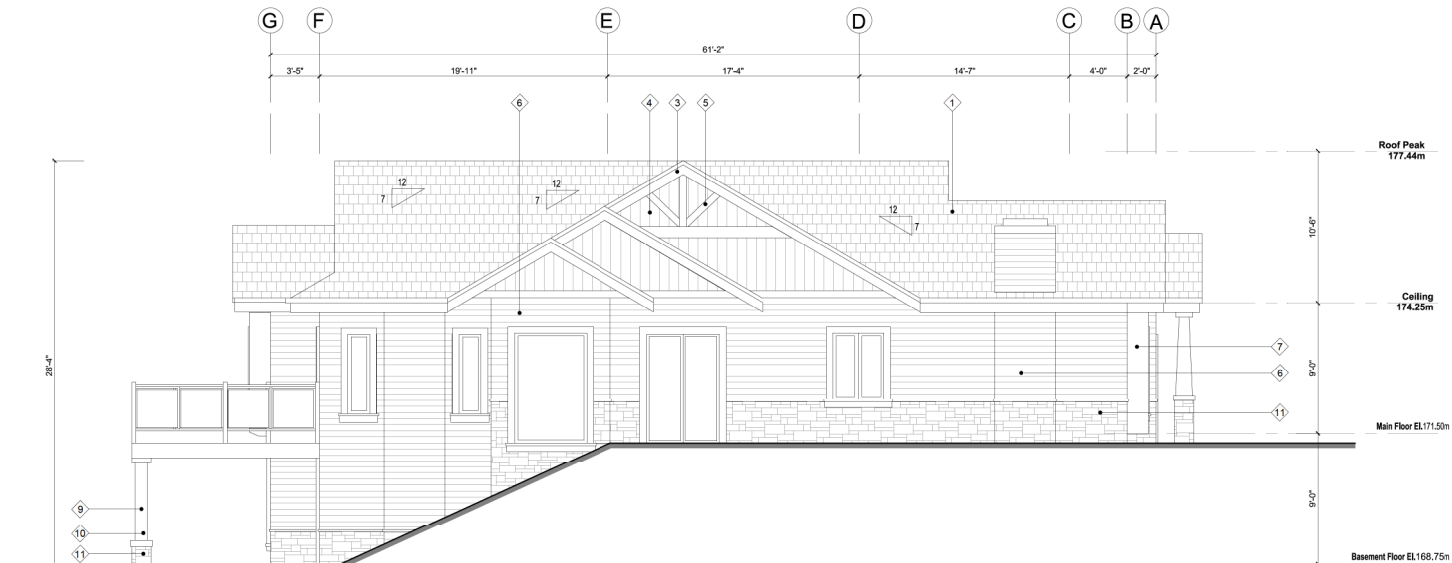 G F E D C B A
61'-2"
3'-5" 19'-11" 17'-4" 14'-7" 4'-0" 2'-0"
6 4 3 5 1
Roof Peak
177.44m
12
7
12
7
12
7
10'-6"
Ceiling
174.25m
28'-4"
7
6
9'-0"
11
Main Floor El.171.50m
9
10
11
9'-0"
Basement Floor El.168.75m